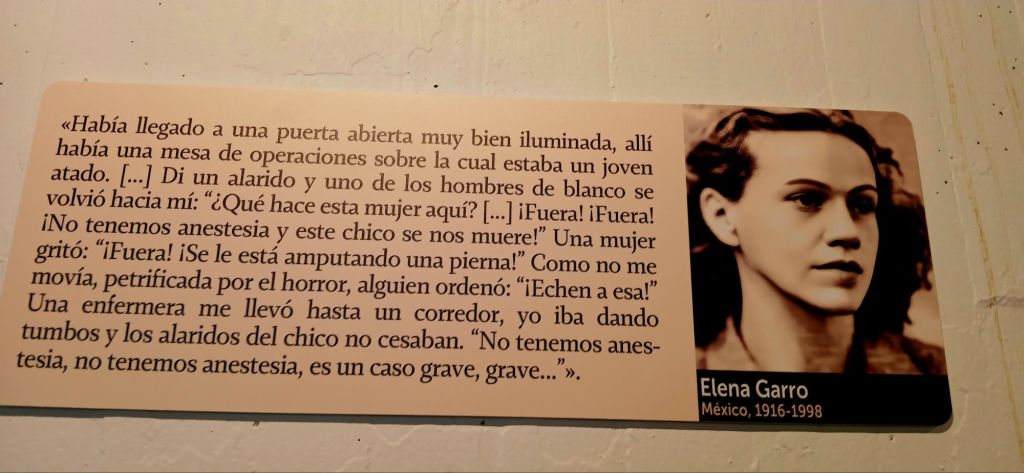 «Había llegado a una puerta abierta muy bien iluminada, allí
había una mesa de operaciones sobre la cual estaba un joven
atado. [...] Di un alarido y uno de los hombres de blanco se
volvió hacia mí: “¿Qué hace esta mujer aquí? [...] ¡Fuera! ¡Fuera!
¡No tenemos anestesia y este chico se nos muere!” Una mujer
gritó: “¡Fuera! ¡Se le está amputando una pierna!” Como no me
movía, petrificada por el horror, alguien ordenó: “¡Echen a esa!”
Una enfermera me llevó hasta un corredor, yo iba dando
tumbos y los alaridos del chico no cesaban. “No tenemos anes-
tesia, no tenemos anestesia, es un caso grave, grave...”».
Elena Garro
México, 1916-1998